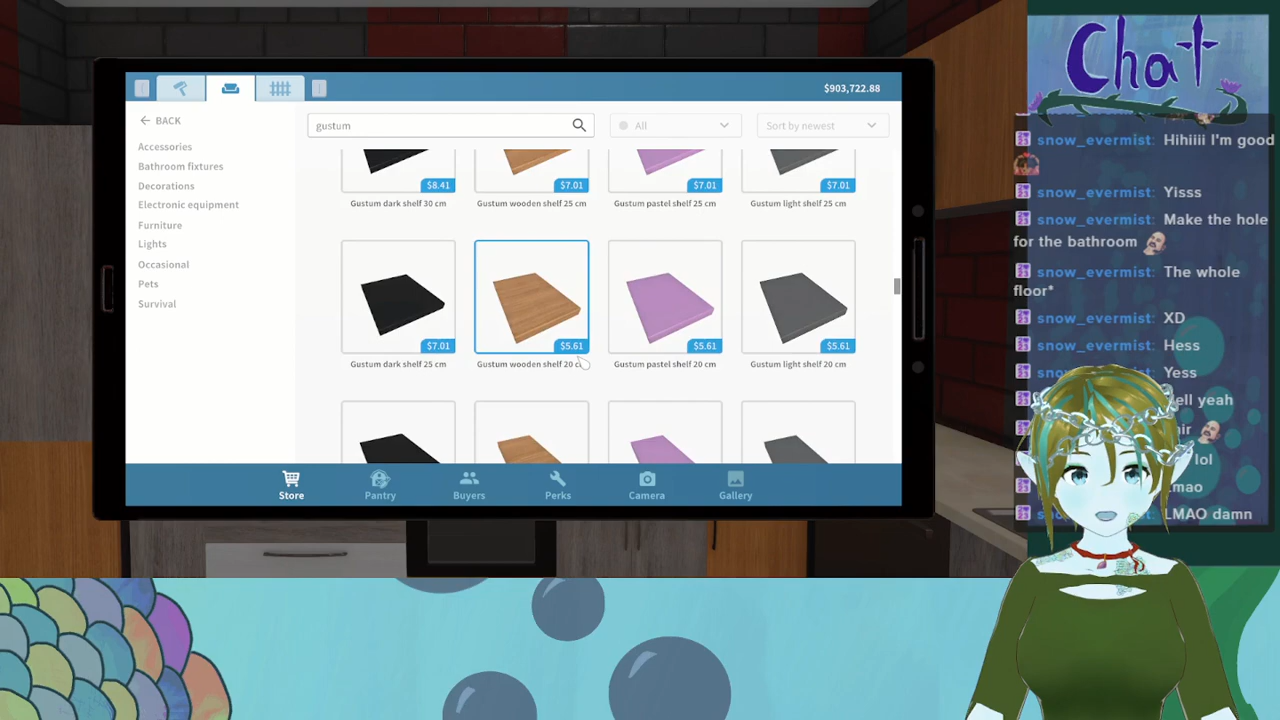 $903,722.88
BACK
gustum
All
Sort by newest
Accessories
Bathroom fixtures
Decorations
Electronic equipment
Furniture
Lights
Occasional
Pets
Survival
$8.41
$7.01
$7.01
$7.01
Gustum dark shelf 30 cm
Gustum wooden shelf 25 cm
Gustum pastel shelf 25 cm
Gustum light shelf 25 cm
$7.01
$5.61
$5.61
$5.61
Gustum dark shelf 25 cm
Gustum wooden shelf 20
Gustum pastel shelf 20 cm
Gustum light shelf 20 cm
Store
Pantry
Buyers
Perks
Camera
Gallery
Chat
snow_evermist: Hihiiii I'm good
snow_evermist: Yisss
snow_evermist: Make the hole
for the bathroom
snow_evermist: The whole
floor*
snow_evermist: XD
snow_evermist: Hess
Yess
yeah
lol
LMAO damn